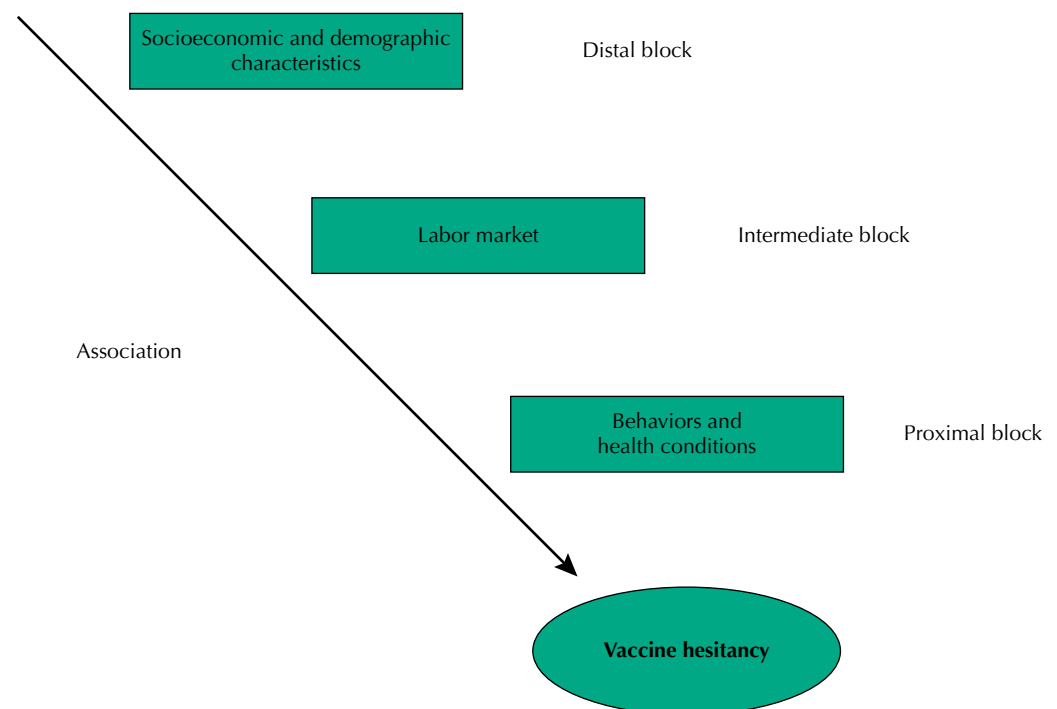 Socioeconomic and demographic
characteristics
Distal block
Labor market
Intermediate block
Association
Behaviors and
health conditions
Proximal block
Vaccine hesitancy